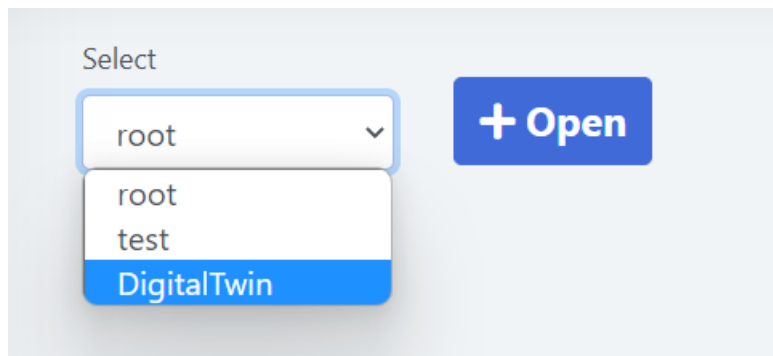 Select
root
+ Open
root
test
DigitalTwin